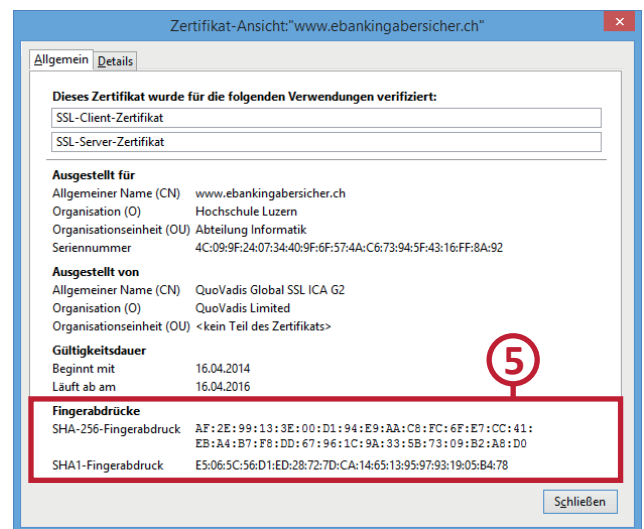 Zertifikat-Ansicht:"www.ebankingabersicher.ch"
Allgemein Details
Dieses Zertifikat wurde für die folgenden Verwendungen verifiziert:
SSL-Client-Zertifikat
SSL-Server-Zertifikat
Ausgestellt für
Allgemeiner Name (CN) www.ebankingabersicher.ch
Organisation (O) Hochschule Luzern
Organisationseinheit (OU) Abteilung Informatik
Seriennummer 4C:09:9F:24:07:34:40:9F:6F:57:4A:C6:73:94:5F:43:16:FF:8A:92
Ausgestellt von
Allgemeiner Name (CN) QuoVadis Global SSL ICA G2
Organisation (O) QuoVadis Limited
Organisationseinheit (OU) <kein Teil des Zertifikats>
Gültigkeitsdauer
Beginnt mit 16.04.2014
Läuft ab am 16.04.2016
5
Fingerabdrücke
SHA-256-Fingerabdruck AF:2E:99:13:3E:00:D1:94:E9:AA:C8:FC:6F:E7:CC:41:
EB:A4:B7:F8:DD:67:96:1C:9A:33:5B:73:09:B2:A8:D0
SHA1-Fingerabdruck E5:06:5C:56:D1:ED:28:72:7D:CA:14:65:13:95:97:93:19:05:B4:78
Schließen